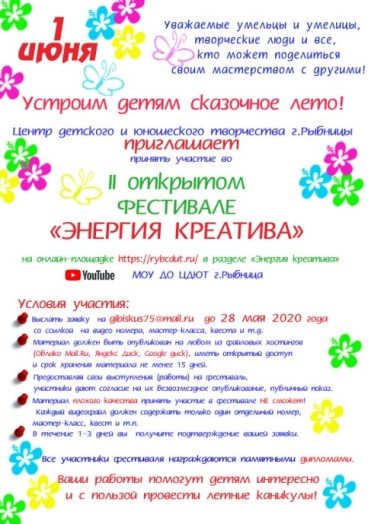 1
ИЮНЯ
Уважаемые умельцы и умелицы,
творческие люди и все,
кто может поделиться
своим мастерством с другими!
Устроим детям сказочное лето!
Центр детского и юношеского творчества г.Рыбницы
приглашает
принять участие во
II открытом
ФЕСТИВАЛЕ
«ЭНЕРГИЯ КРЕАТИВА»
на онлайн-площадке https://rybcdut.ru/ в разделе «Энергия креатива»
YouTube МОУ ДО ЦДЮТ г.Рыбница
Условия участия:
Выслать заявку на gibiskus75@mail.ru до 28 мая 2020 года
со ссылкой на видео номера, мастер-класса, квеста и т.д.
Материал должен быть опубликован на любом из файловых хостингов
(Облако Mail.Ru, Яндекс Диск, Google диск), иметь открытый доступ
и срок хранения материала не менее 15 дней.
Предоставляя свои выступления (работы) на фестиваль,
участники дают согласие на их безвозмездное опубликование, публичный показ.
Материал плохого качества принять участие в фестивале НЕ сможет!
Каждый видеофайл должен содержать только один отдельный номер,
мастер-класс, квест и т.п.
В течение 1-3 дней вы получите подтверждение вашей заявки.
Все участники фестиваля награждаются памятными дипломами.
Ваши работы помогут детям интересно
и с пользой провести летние каникулы!